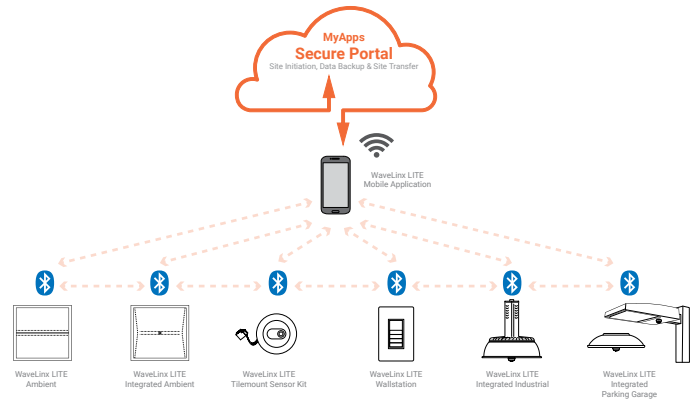 MyApps
Secure Portal
Site Initiation, Data Backup & Site Transfer
WaveLinx LITE
Mobile Application
WaveLinx LITE
Ambient
WaveLinx LITE
Integrated Ambient
WaveLinx LITE
Tilemount Sensor Kit
WaveLinx LITE
Wallstation
WaveLinx LITE
Integrated Industrial
WaveLinx LITE
Integrated
Parking Garage